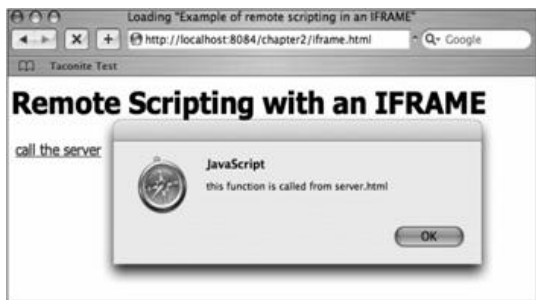 Loading "Example of remote scripting in an IFRAME"
http://localhost:8084/chapter2/iframe.html
Google
Taconite Test
Remote Scripting with an IFRAME
call the server
JavaScript
this function is called from server.html
OK